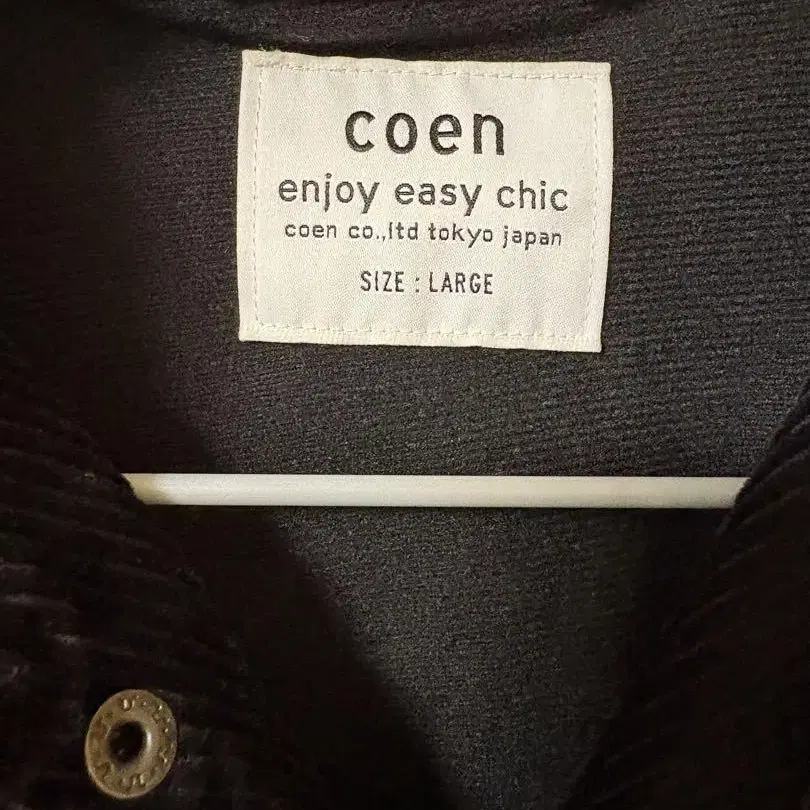 coen
enjoy easy chic
coen co.,ltd tokyo japan
SIZE : LARGE